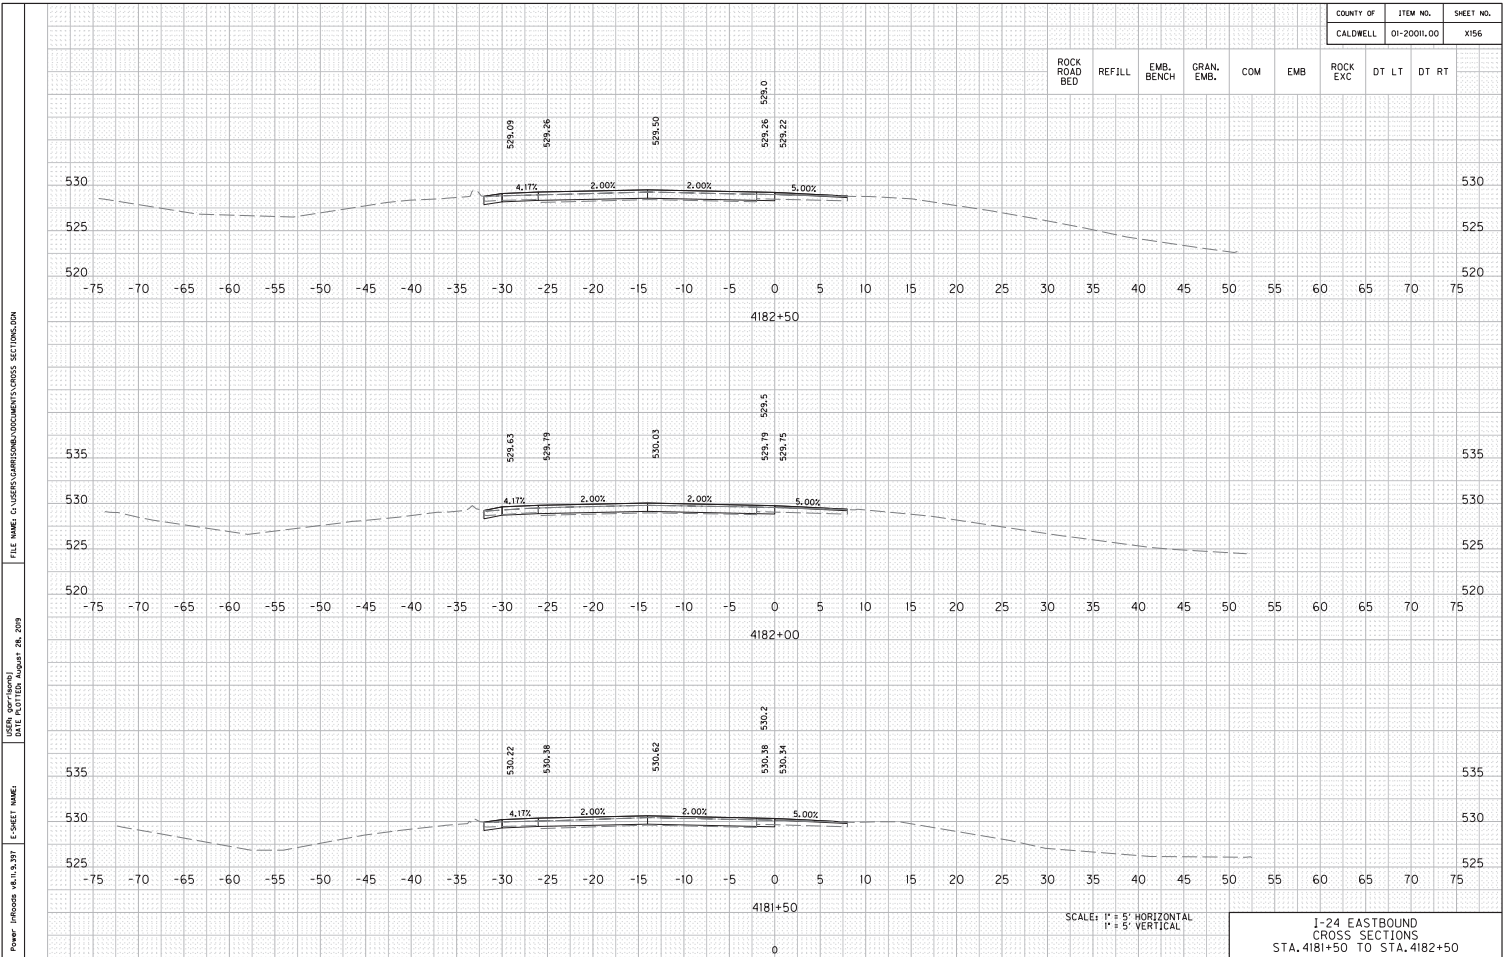 COUNTY OF ITEM NO. SHEET NO.
CALDWELL 01-20011.00 X156
ROCK ROAD BED REFILL EMB. BENCH GRAN. EMB. COM EMB ROCK EXC DT LT DT RT
529.0
529.09 529.26 529.50 529.26 529.22
4.17% 2.00% 2.00% 5.00%
530 530
525 525
520 520
-75 -70 -65 -60 -55 -50 -45 -40 -35 -30 -25 -20 -15 -10 -5 0 5 10 15 20 25 30 35 40 45 50 55 60 65 70 75
4182+50
529.5
529.63 529.79 530.03 529.79 529.75
535 535
4.17% 2.00% 2.00% 5.00%
530 530
525 525
520 520
-75 -70 -65 -60 -55 -50 -45 -40 -35 -30 -25 -20 -15 -10 -5 0 5 10 15 20 25 30 35 40 45 50 55 60 65 70 75
4182+00
530.2
530.22 530.38 530.62 530.38 530.34
535 535
4.17% 2.00% 2.00% 5.00%
530 530
525 525
-75 -70 -65 -60 -55 -50 -45 -40 -35 -30 -25 -20 -15 -10 -5 0 5 10 15 20 25 30 35 40 45 50 55 60 65 70 75
4181+50
0
SCALE: 1" = 5' HORIZONTAL
1" = 5' VERTICAL
I-24 EASTBOUND
CROSS SECTIONS
STA. 4181+50 TO STA. 4182+50
FILE NAME: C:\USERS\GARRISONBJ\DOCUMENTS\CROSS SECTIONS.DGN
USER: garrisonbj
DATE PLOTTED: August 28, 2019
E-SHEET NAME:
Power InRoads v8.11.9.397